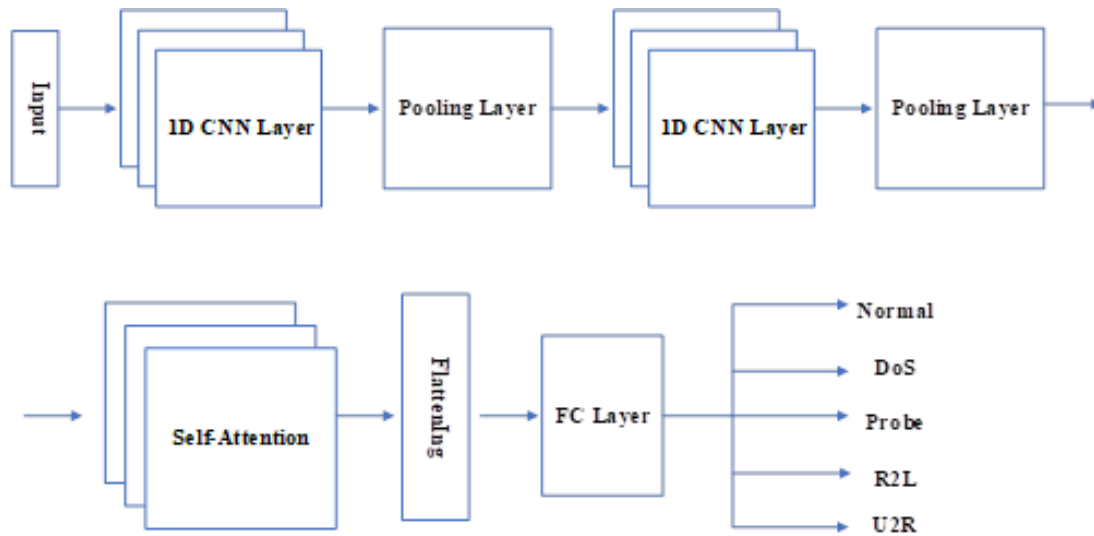 Input
1D CNN Layer
Pooling Layer
1D CNN Layer
Pooling Layer
Self-Attention
FlattenIng
FC Layer
Normal
DoS
Probe
R2L
U2R